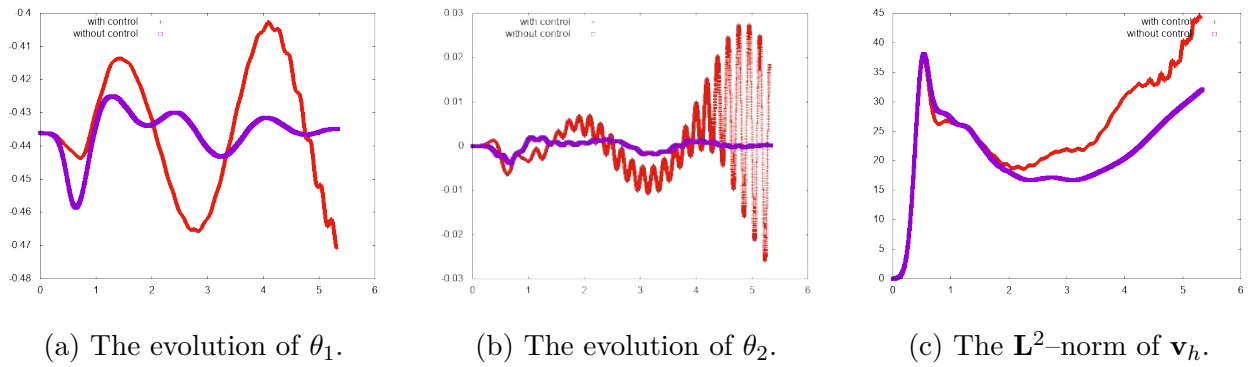 -0.4
-0.41
-0.42
-0.43
-0.44
-0.45
-0.46
-0.47
-0.48
0 1 2 3 4 5 6
with control
without control
0.03
0.02
0.01
0
-0.01
-0.02
-0.03
0 1 2 3 4 5 6
with control
without control
45
40
35
30
25
20
15
10
5
0
0 1 2 3 4 5 6
with control
without control
(a) The evolution of θ₁.
(b) The evolution of θ₂.
(c) The L²–norm of vₕ.